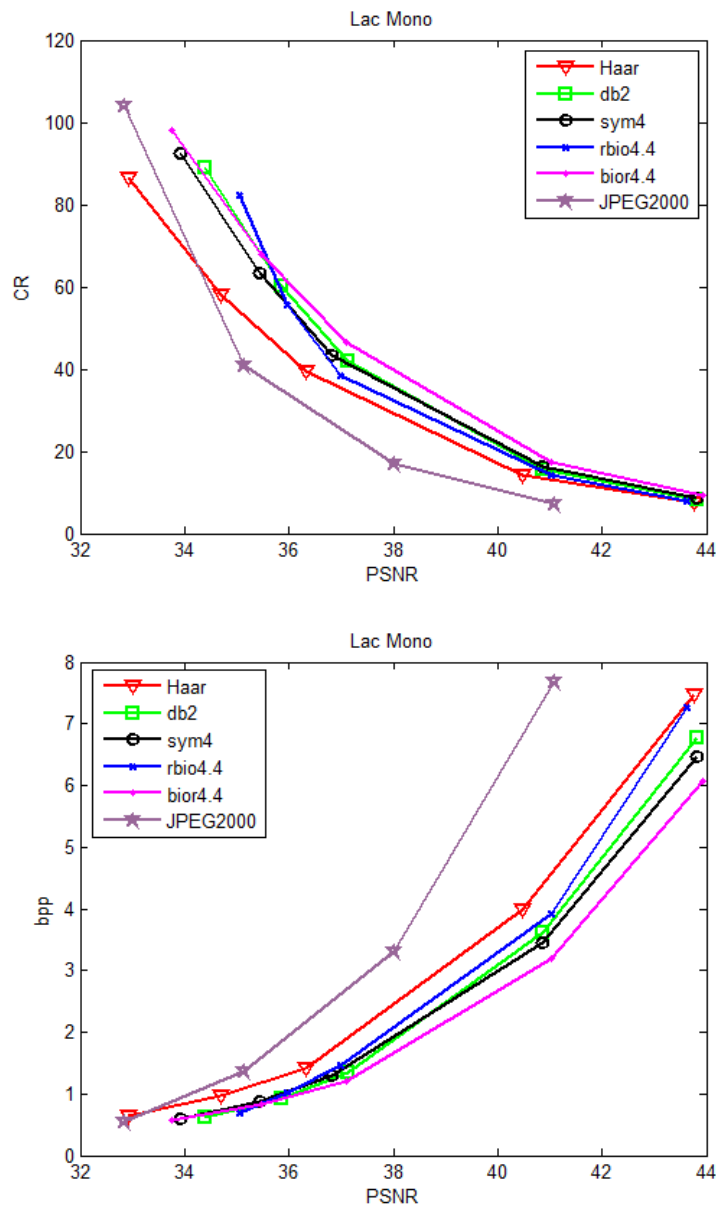 Lac Mono
120
100
80
60
40
20
0
CR
32 34 36 38 40 42 44
PSNR
Haar
db2
sym4
rbio4.4
bior4.4
JPEG2000
Lac Mono
8
7
6
5
4
3
2
1
0
bpp
32 34 36 38 40 42 44
PSNR
Haar
db2
sym4
rbio4.4
bior4.4
JPEG2000